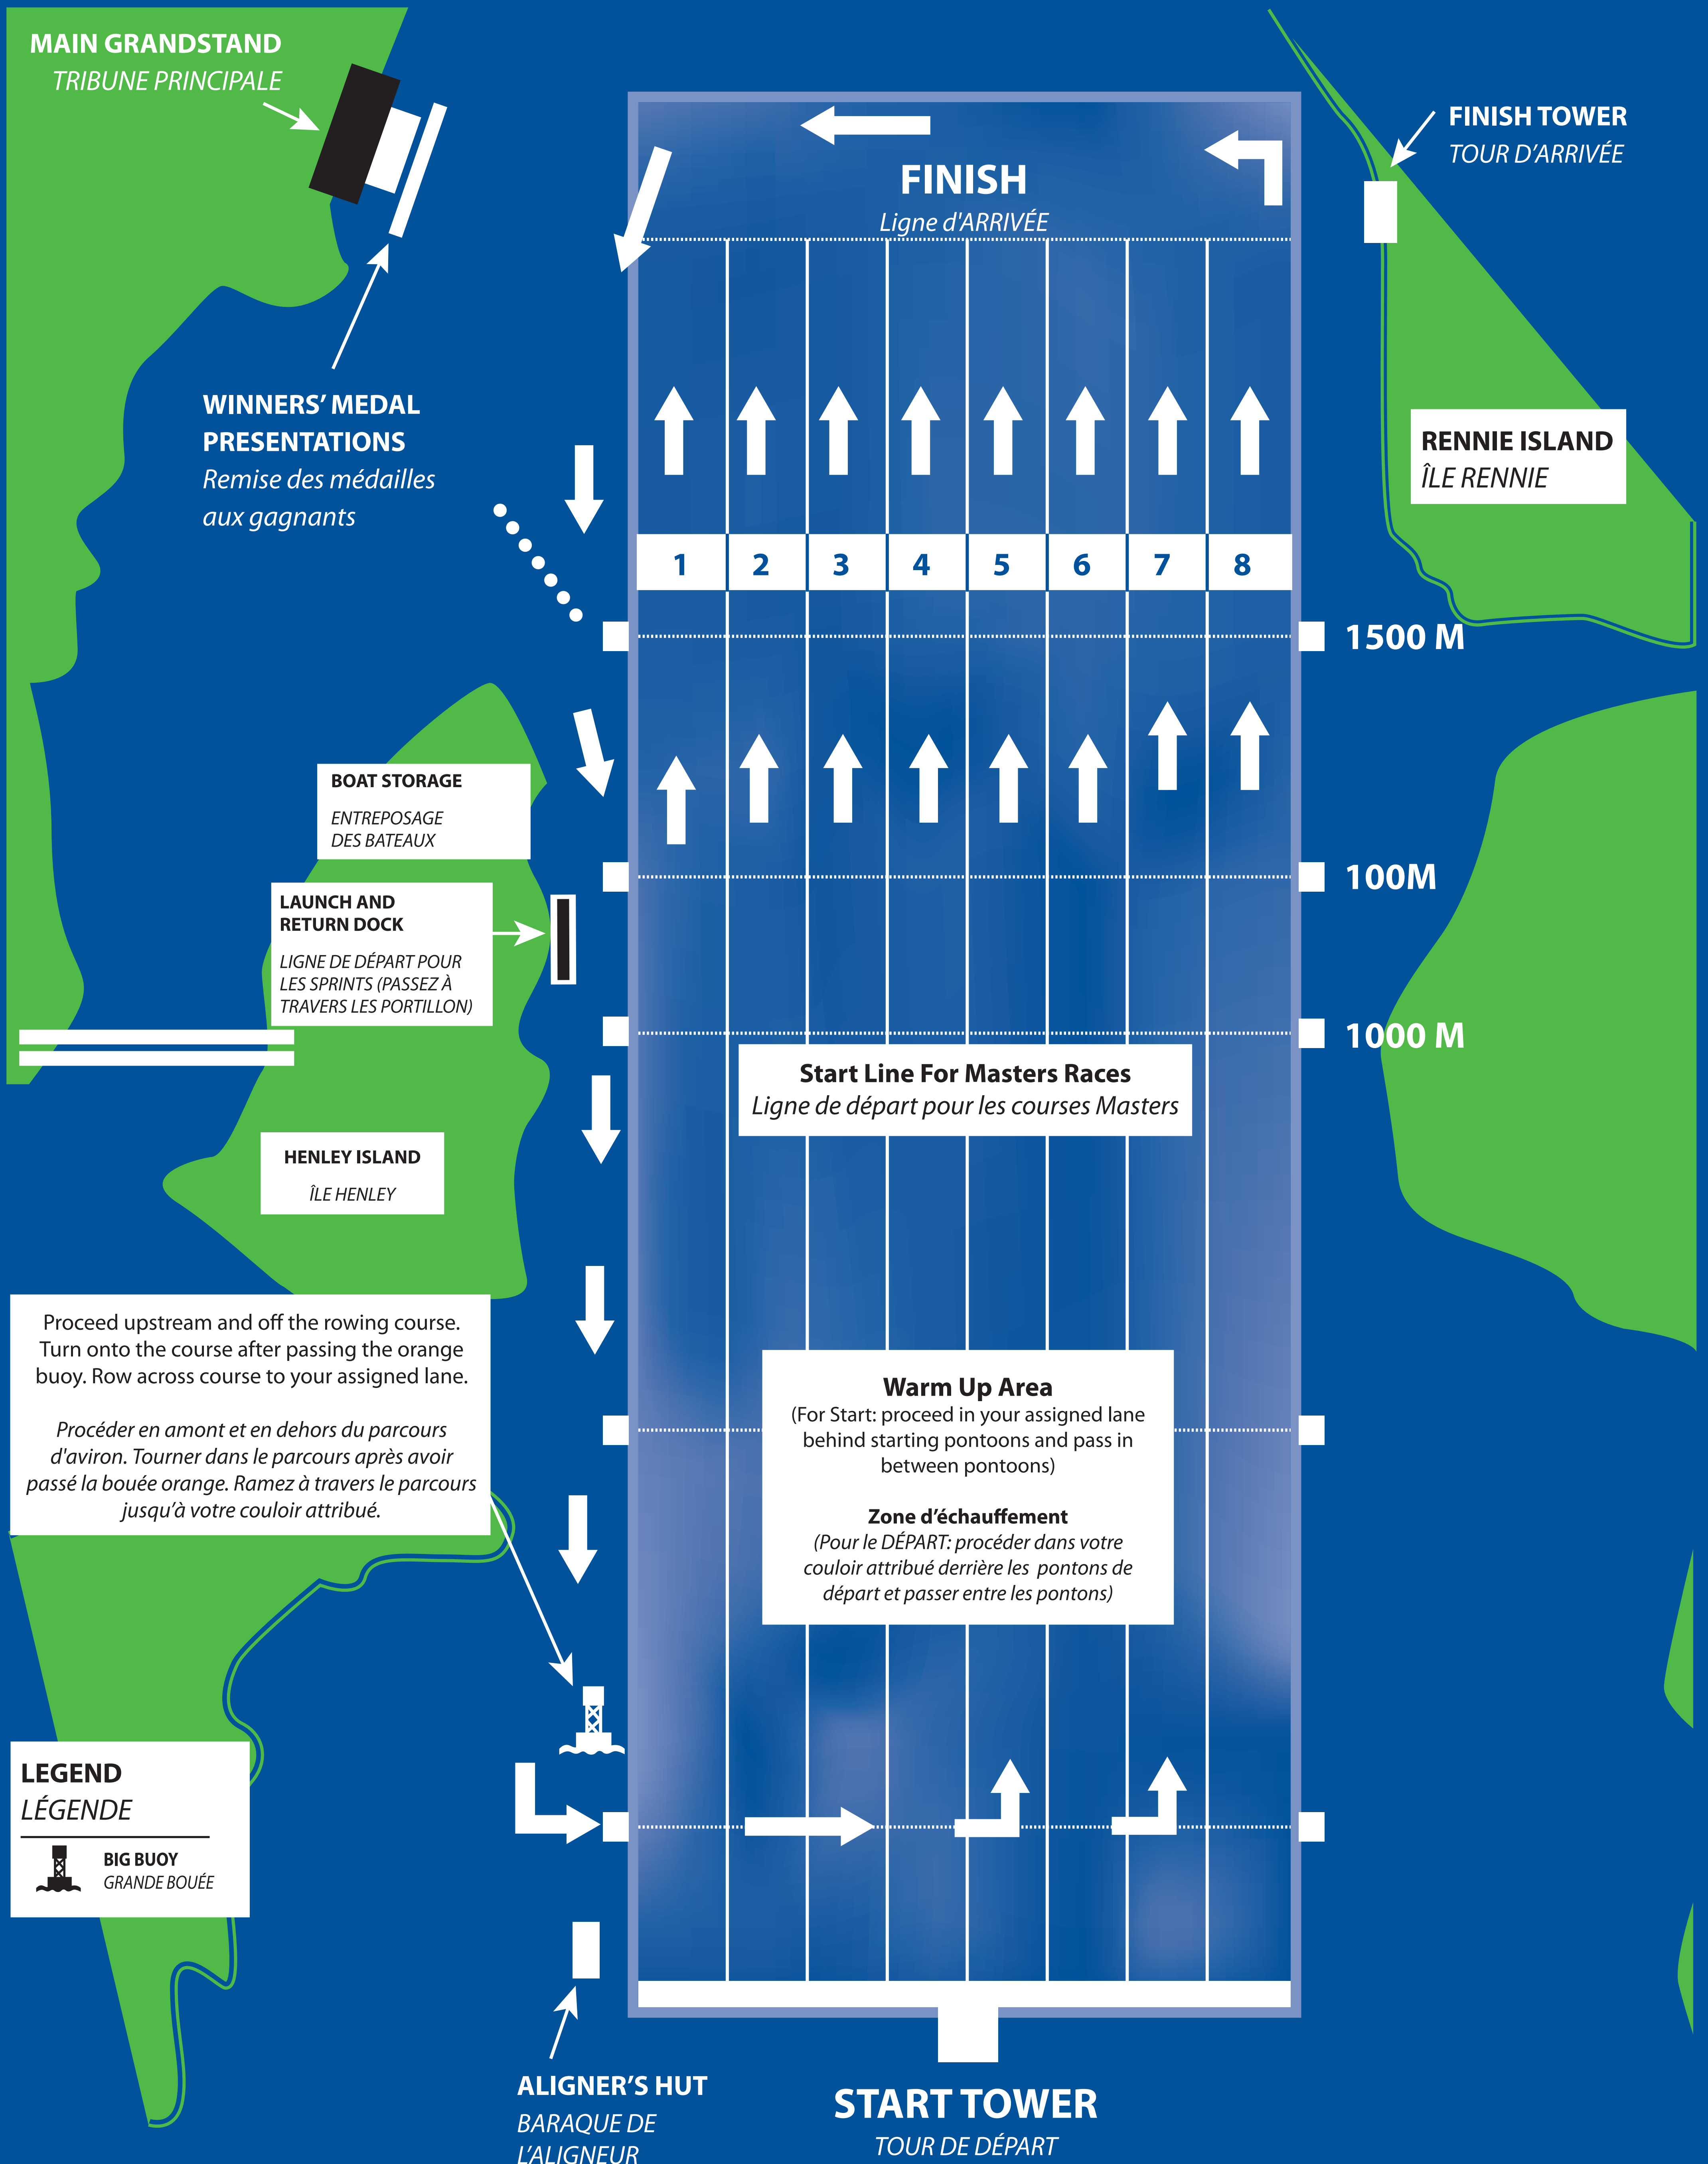 MAIN GRANDSTAND
TRIBUNE PRINCIPALE
FINISH TOWER
TOUR D'ARRIVÉE
FINISH
Ligne d'ARRIVÉE
WINNERS' MEDAL
PRESENTATIONS
Remise des médailles
aux gagnants
RENNIE ISLAND
ÎLE RENNIE
1 2 3 4 5 6 7 8
1500 M
BOAT STORAGE
ENTREPOSAGE
DES BATEAUX
100M
LAUNCH AND
RETURN DOCK
LIGNE DE DÉPART POUR
LES SPRINTS (PASSEZ À
TRAVERS LES PORTILLON)
1000 M
Start Line For Masters Races
Ligne de départ pour les courses Masters
HENLEY ISLAND
ÎLE HENLEY
Proceed upstream and off the rowing course.
Turn onto the course after passing the orange
buoy. Row across course to your assigned lane.
Procéder en amont et en dehors du parcours
d'aviron. Tourner dans le parcours après avoir
passé la bouée orange. Ramez à travers le parcours
jusqu'à votre couloir attribué.
Warm Up Area
(For Start: proceed in your assigned lane
behind starting pontoons and pass in
between pontoons)
Zone d'échauffement
(Pour le DÉPART: procéder dans votre
couloir attribué derrière les pontons de
départ et passer entre les pontons)
LEGEND
LÉGENDE
BIG BUOY
GRANDE BOUÉE
ALIGNER'S HUT
BARAQUE DE
L'ALIGNEUR
START TOWER
TOUR DE DÉPART